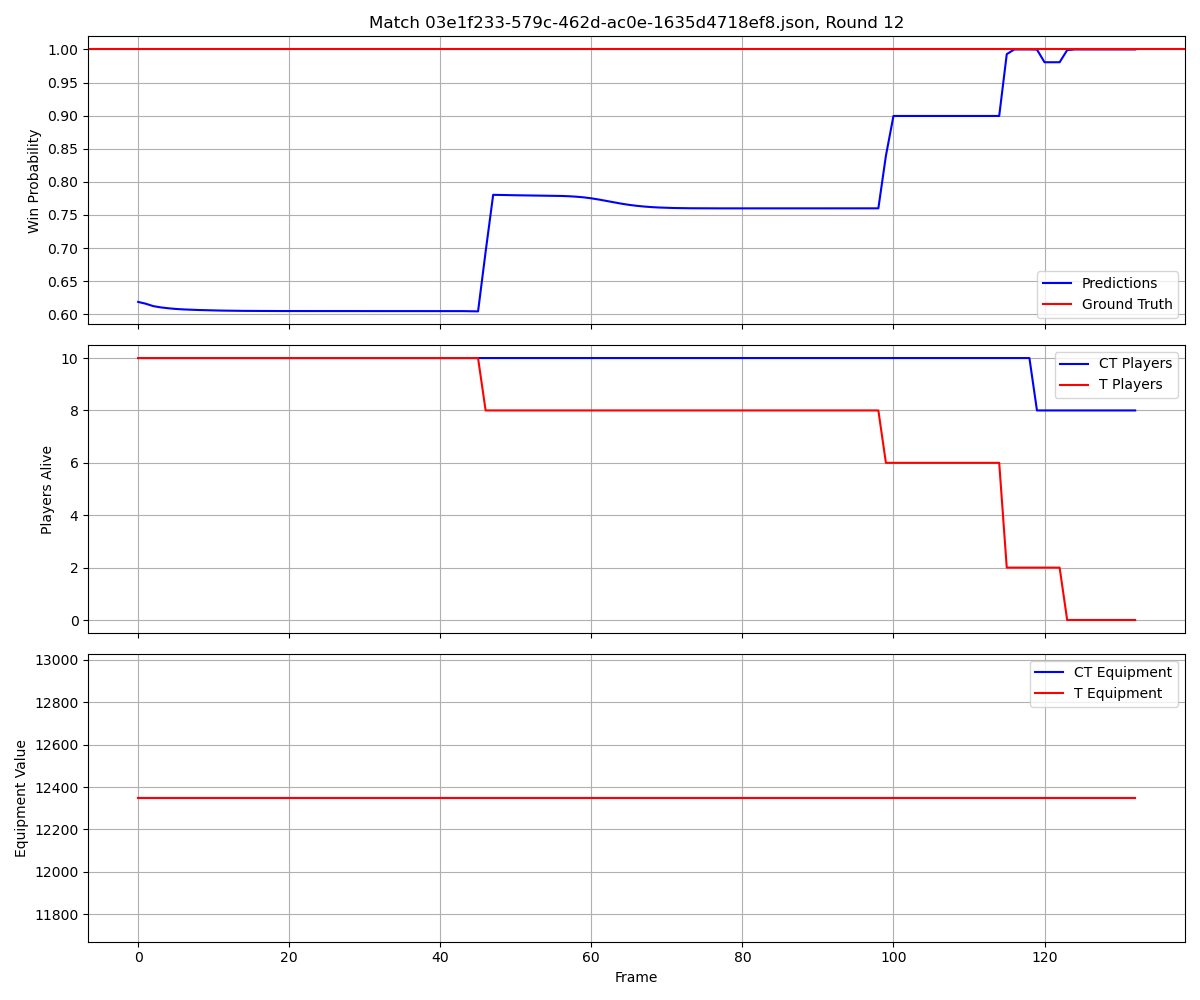 Match 03e1f233-579c-462d-ac0e-1635d4718ef8.json, Round 12
Win Probability
1.00
0.95
0.90
0.85
0.80
0.75
0.70
0.65
0.60
Predictions
Ground Truth
Players Alive
10
8
6
4
2
0
CT Players
T Players
Equipment Value
13000
12800
12600
12400
12200
12000
11800
CT Equipment
T Equipment
0 20 40 60 80 100 120
Frame